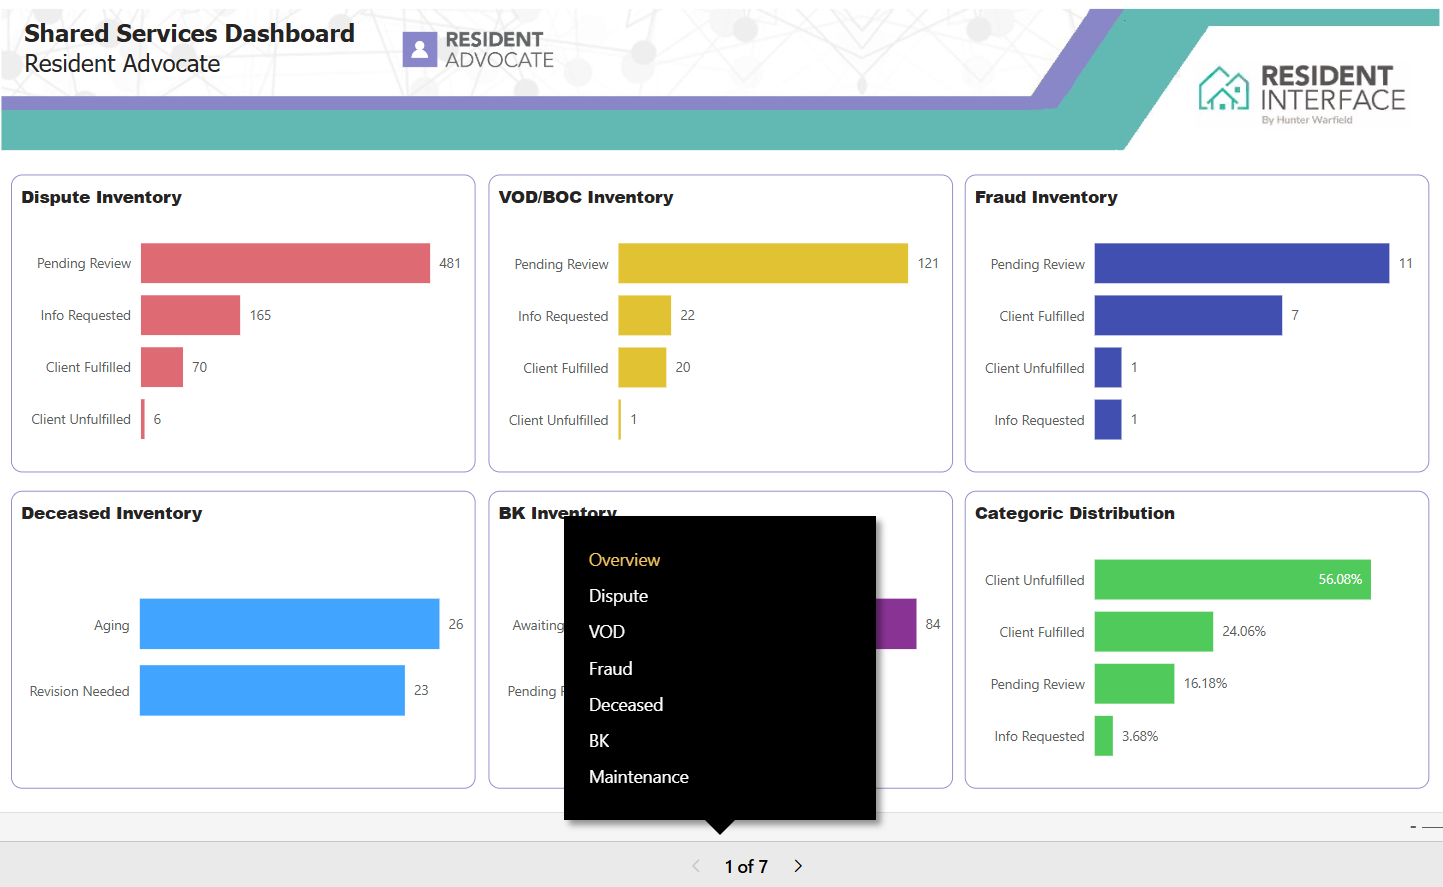 Shared Services Dashboard
Resident Advocate
RESIDENT
ADVOCATE
RESIDENT
INTERFACE
By Hunter Warfield
Dispute Inventory
Pending Review 481
Info Requested 165
Client Fulfilled 70
Client Unfulfilled 6
VOD/BOC Inventory
Pending Review 121
Info Requested 22
Client Fulfilled 20
Client Unfulfilled 1
Fraud Inventory
Pending Review 11
Client Fulfilled 7
Client Unfulfilled 1
Info Requested 1
Deceased Inventory
Aging 26
Revision Needed 23
BK Inventory
Awaiting 84
Pending
Categoric Distribution
Client Unfulfilled 56.08%
Client Fulfilled 24.06%
Pending Review 16.18%
Info Requested 3.68%
Overview
Dispute
VOD
Fraud
Deceased
BK
Maintenance
1 of 7